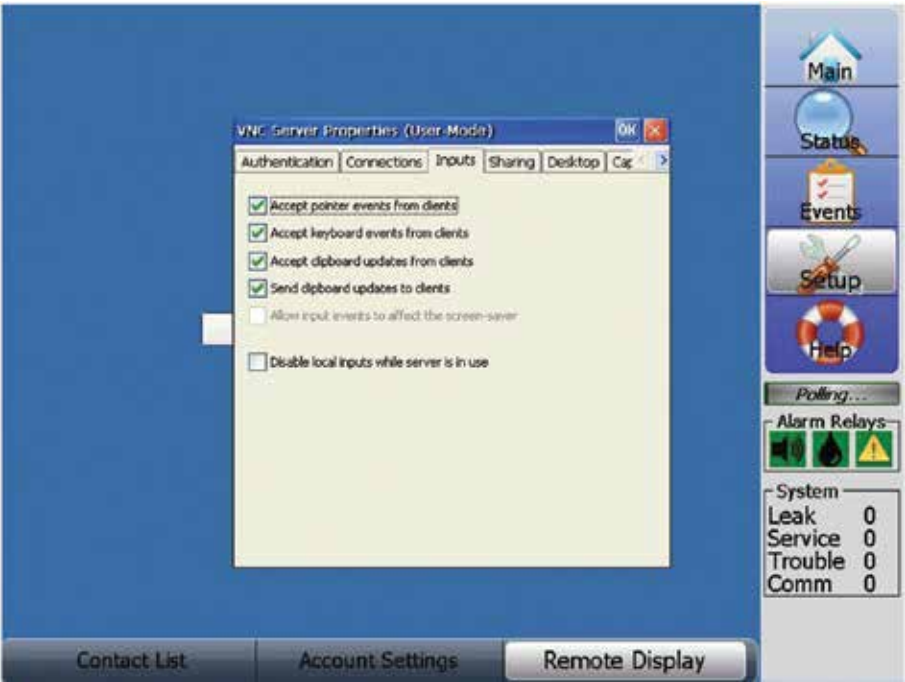 VNC Server Properties (User-Mode)
OK
Authentication
Connections
Inputs
Sharing
Desktop
Cap
Accept pointer events from clients
Accept keyboard events from clients
Accept clipboard updates from clients
Send clipboard updates to clients
Allow input events to affect the screen-saver
Disable local inputs while server is in use
Main
Status
Events
Setup
Help
Polling...
Alarm Relays
System
Leak 0
Service 0
Trouble 0
Comm 0
Contact List
Account Settings
Remote Display